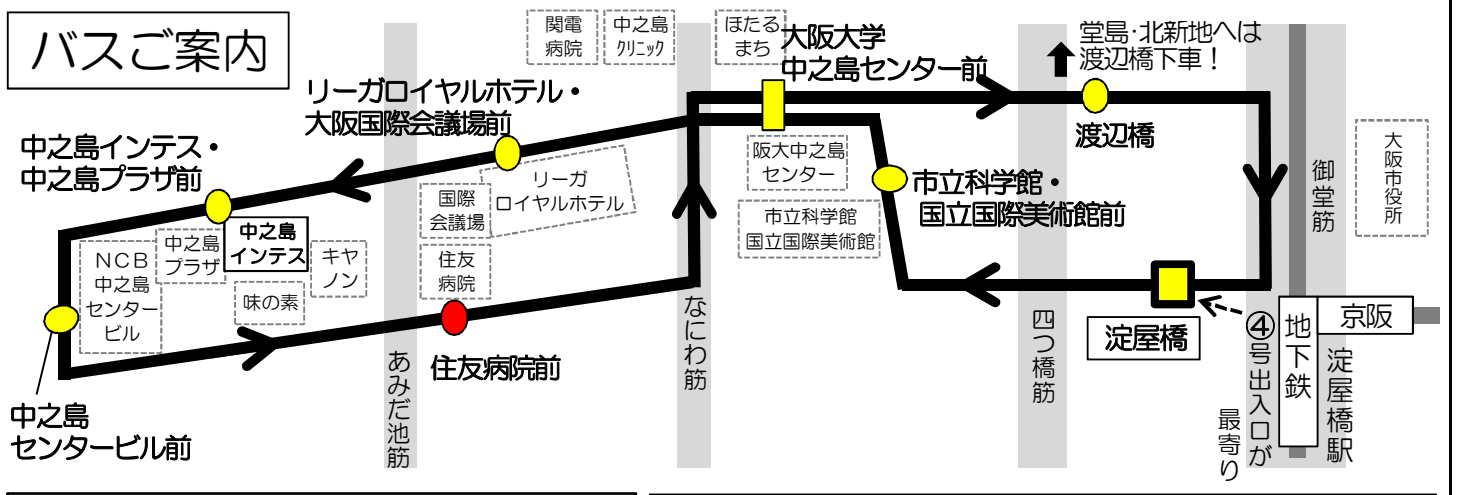 バスご案内
関電
病院
中之島
クリニック
ほたる
まち
大阪大学
中之島センター前
堂島・北新地へは
渡辺橋下車！
リーガロイヤルホテル・
大阪国際会議場前
中之島インテス・
中之島プラザ前
渡辺橋
阪大中之島
センター
市立科学館・
国立国際美術館前
市立科学館
国立国際美術館
リーガ
ロイヤルホテル
国際
会議場
住友
病院
中之島
インテス
中之島
プラザ
キヤ
ノン
NCB
中之島
センター
ビル
味の素
住友病院前
中之島
センタービル前
あみだ池筋
なにわ筋
四つ橋筋
御堂筋
大阪市役所
淀屋橋
④号出入口が
最寄り
地下鉄
京阪
淀屋橋駅